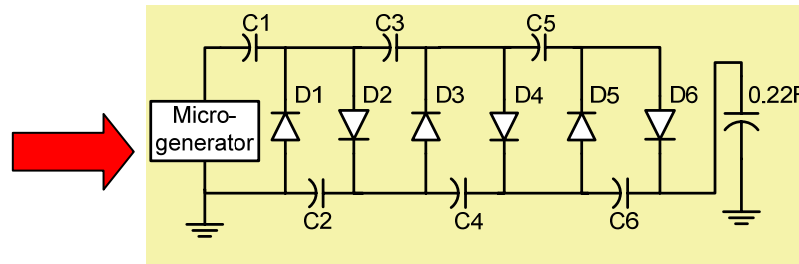 C1 C3 C5
D1 D2 D3 D4 D5 D6 0.22F
Micro-
generator
C2 C4 C6